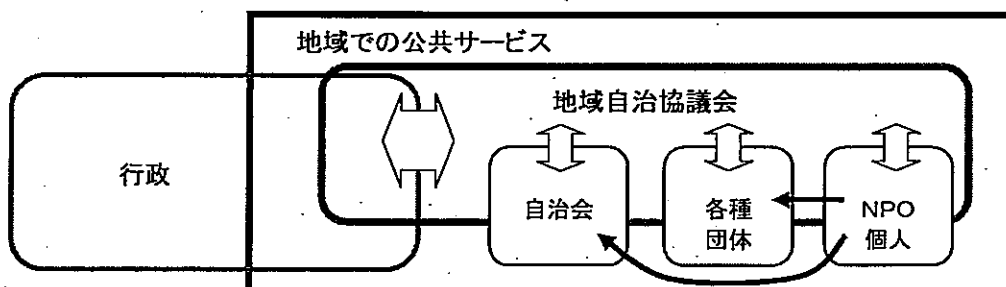 地域での公共サービス
地域自治協議会
行政
自治会
各種
団体
NPO
個人